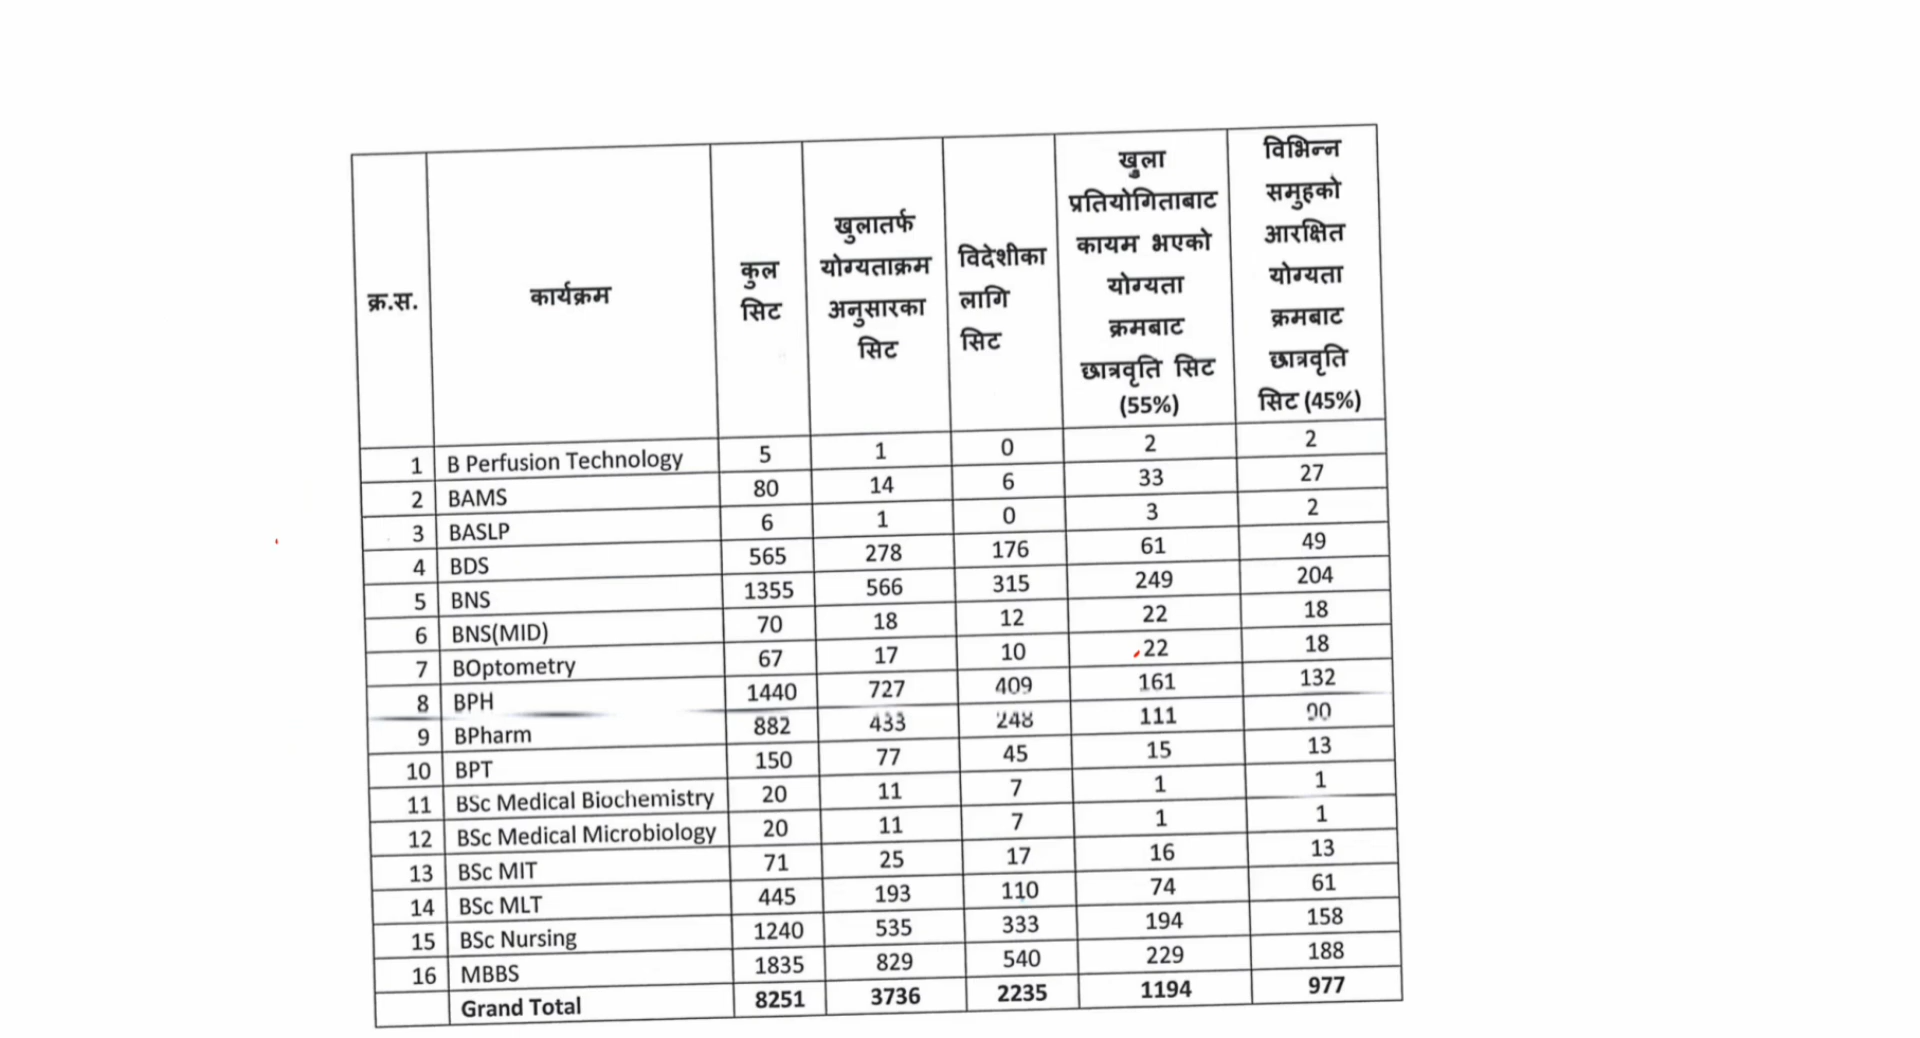 क्र.स. कार्यक्रम कुल सिट खुलातर्फ योग्यताक्रम अनुसारका सिट विदेशीका लागि सिट खुला प्रतियोगिताबाट कायम भएको योग्यता क्रमबाट छात्रवृति सिट (55%) विभिन्न समुहको आरक्षित योग्यता क्रमबाट छात्रवृति सिट (45%)
1 B Perfusion Technology 5 1 0 2 2
2 BAMS 80 14 6 33 27
3 BASLP 6 1 0 3 2
4 BDS 565 278 176 61 49
5 BNS 1355 566 315 249 204
6 BNS(MID) 70 18 12 22 18
7 BOptometry 67 17 10 22 18
8 BPH 1440 727 409 161 132
9 BPharm 882 433 248 111 90
10 BPT 150 77 45 15 13
11 BSc Medical Biochemistry 20 11 7 1 1
12 BSc Medical Microbiology 20 11 7 1 1
13 BSc MIT 71 25 17 16 13
14 BSc MLT 445 193 110 74 61
15 BSc Nursing 1240 535 333 194 158
16 MBBS 1835 829 540 229 188
Grand Total 8251 3736 2235 1194 977